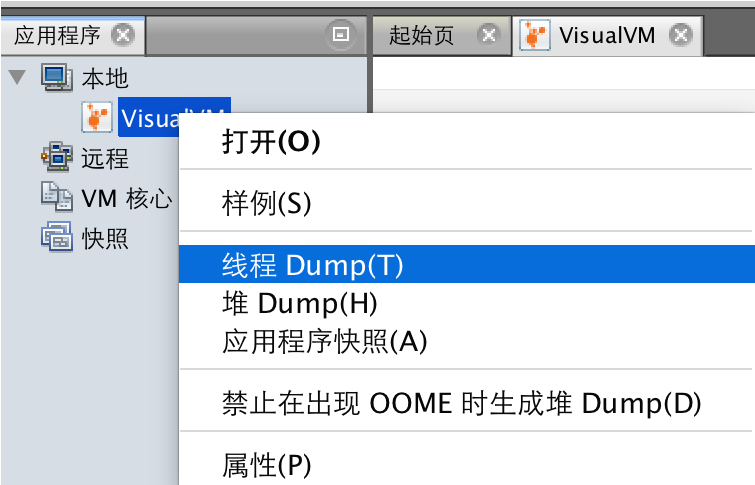 应用程序
起始页
VisualVM
本地
VisualVM
打开(O)
远程
VM 核心
样例(S)
快照
线程 Dump(T)
堆 Dump(H)
应用程序快照(A)
禁止在出现 OOME 时生成堆 Dump(D)
属性(P)